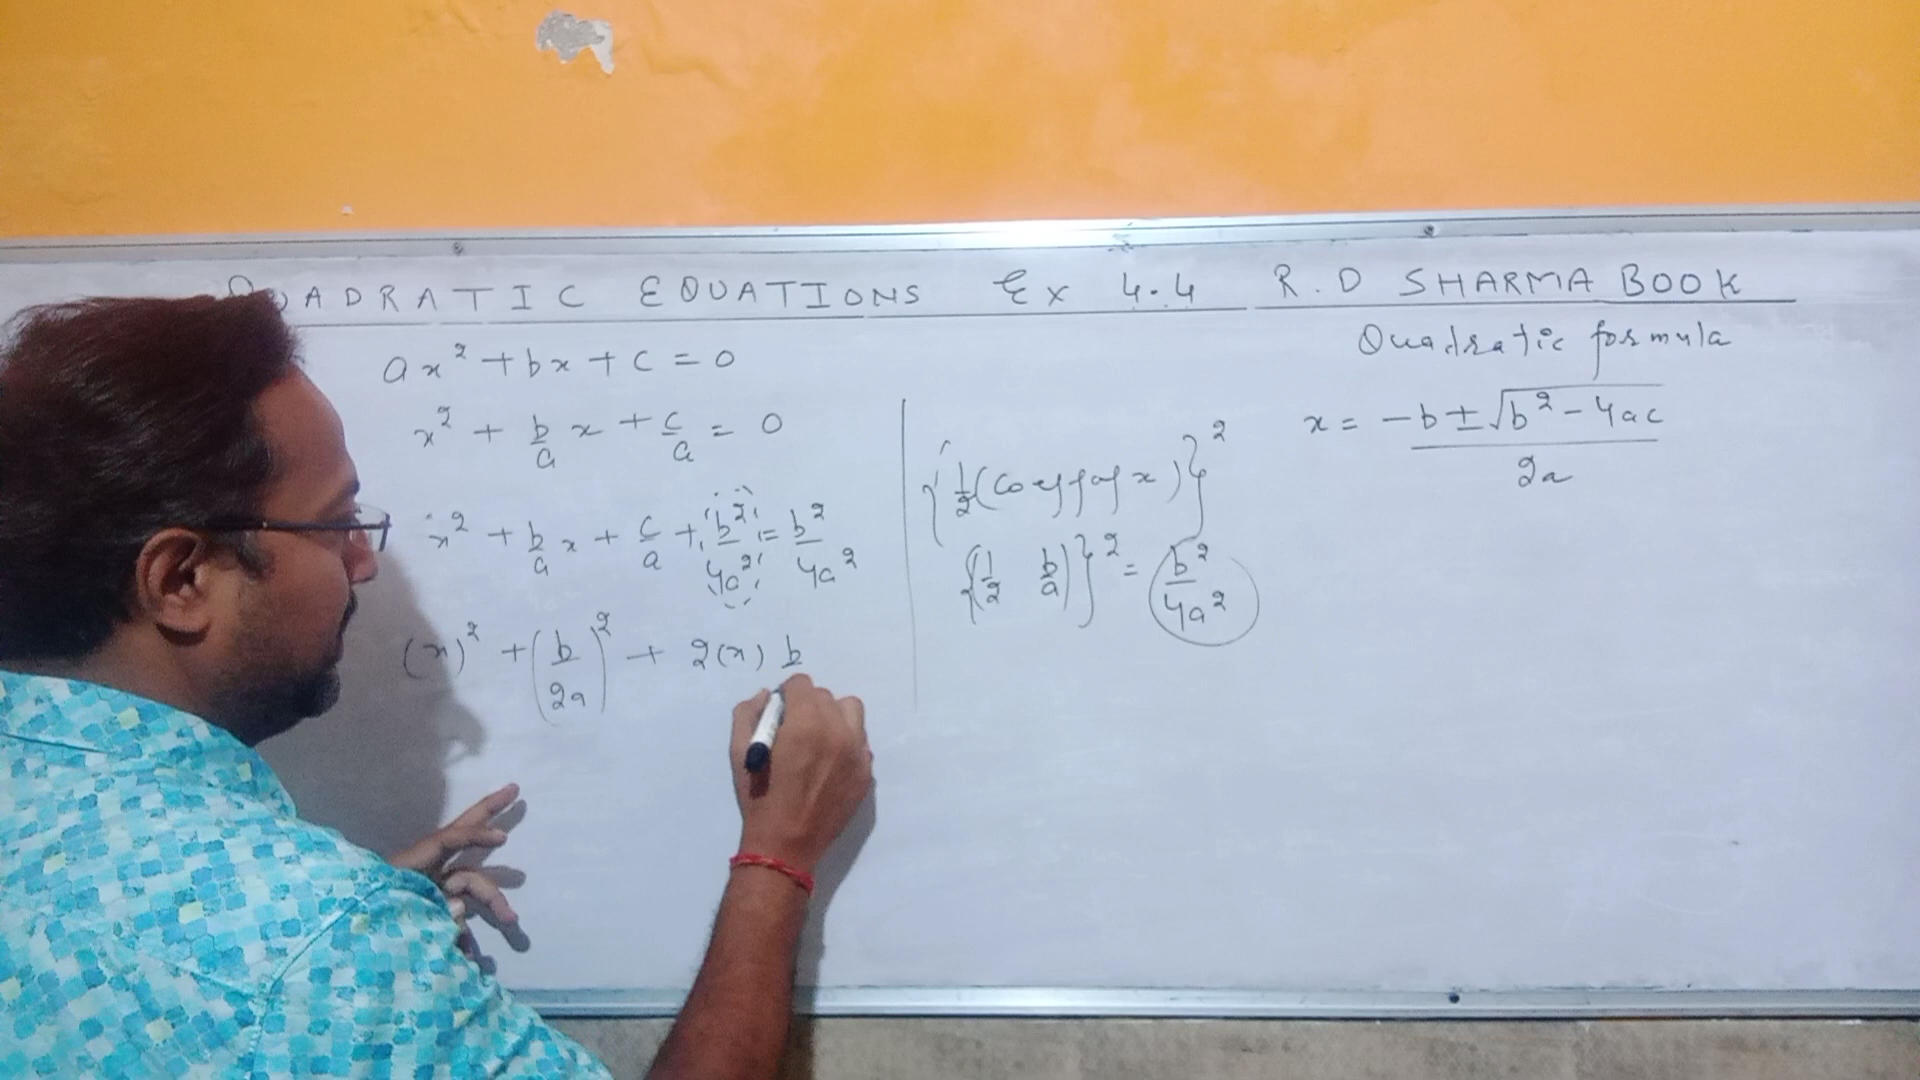 QUADRATIC EQUATIONS Ex 4.4 R.D SHARMA BOOK
ax² + bx + c = 0
x² + b/a x + c/a = 0
x² + b/a x + c/a + b²/4a² = b²/4a²
(x)² + (b/2a)² + 2(x) b
{1/2 (Coeff of x)}²
{(1/2 b/a)}² = b²/4a²
Quadratic formula
x = -b ± √b² - 4ac / 2a